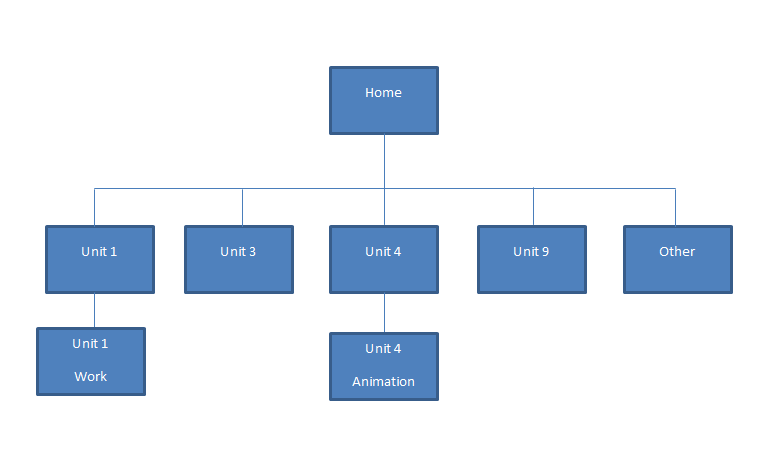 Home
Unit 1
Unit 3
Unit 4
Unit 9
Other
Unit 1
Work
Unit 4
Animation